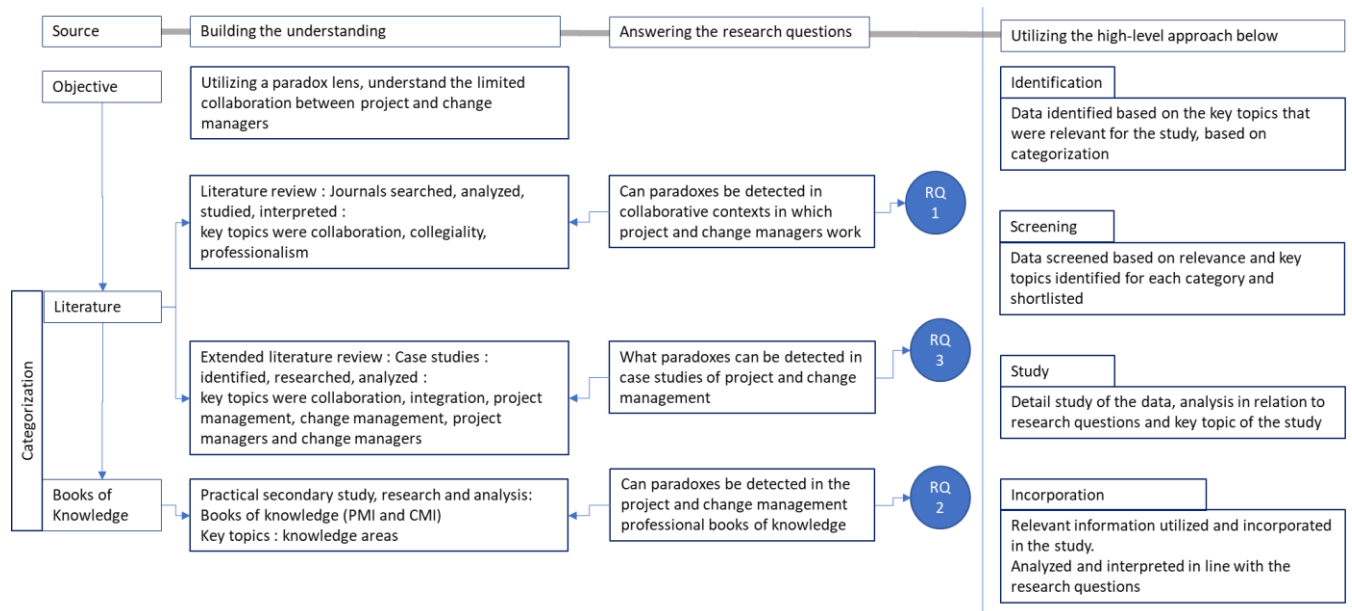 Source
Building the understanding
Answering the research questions
Utilizing the high-level approach below
Objective
Utilizing a paradox lens, understand the limited
collaboration between project and change
managers
Identification
Data identified based on the key topics that
were relevant for the study, based on
categorization
Literature review : Journals searched, analyzed,
studied, interpreted :
key topics were collaboration, collegiality,
professionalism
Can paradoxes be detected in
collaborative contexts in which
project and change managers work
RQ
1
Screening
Data screened based on relevance and key
topics identified for each category and
shortlisted
Categorization
Literature
Extended literature review : Case studies :
identified, researched, analyzed :
key topics were collaboration, integration, project
management, change management, project
managers and change managers
What paradoxes can be detected in
case studies of project and change
management
RQ
3
Study
Detail study of the data, analysis in relation to
research questions and key topic of the study
Books of
Knowledge
Practical secondary study, research and analysis:
Books of knowledge (PMI and CMI)
Key topics : knowledge areas
Can paradoxes be detected in the
project and change management
professional books of knowledge
RQ
2
Incorporation
Relevant information utilized and incorporated
in the study.
Analyzed and interpreted in line with the
research questions